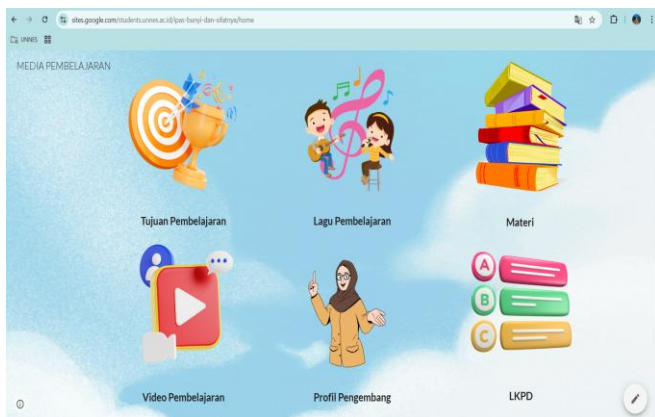 sites.google.com/students.unnes.ac.id/ipas-bunyi-dan-sifatnya/home
UNNES
MEDIA PEMBELAJARAN
Tujuan Pembelajaran
Lagu Pembelajaran
Materi
A
B
C
Video Pembelajaran
Profil Pengembang
LKPD